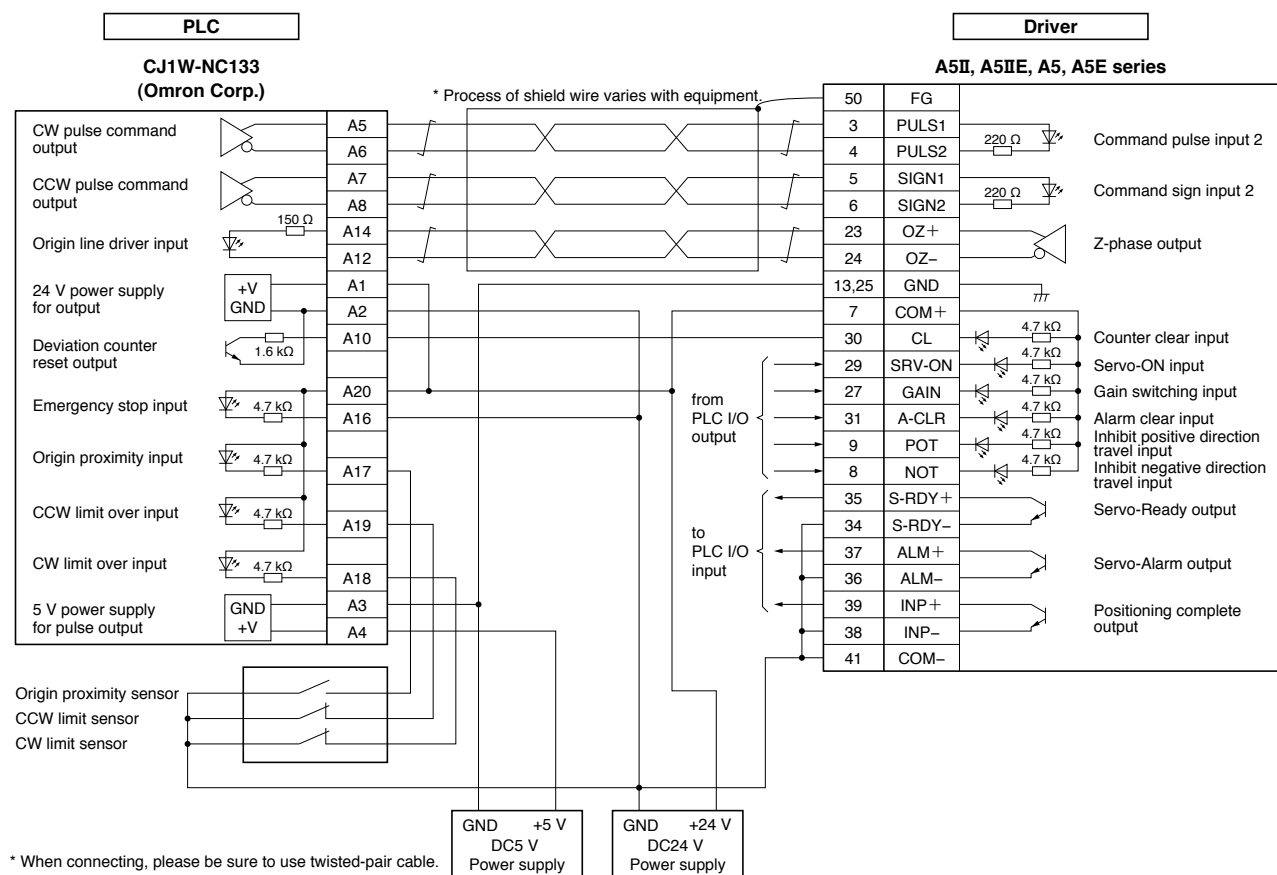 PLC
Driver
CJ1W-NC133
(Omron Corp.)
A5II, A5IIE, A5, A5E series
* Process of shield wire varies with equipment.
CW pulse command
output
A5
A6
CCW pulse command
output
A7
A8
Origin line driver input
150 Ω
A14
A12
24 V power supply
for output
+V
GND
A1
A2
Deviation counter
reset output
1.6 kΩ
A10
Emergency stop input
4.7 kΩ
A20
A16
Origin proximity input
4.7 kΩ
A17
CCW limit over input
4.7 kΩ
A19
CW limit over input
4.7 kΩ
A18
5 V power supply
for pulse output
GND
+V
A3
A4
50 FG
3 PULS1
4 PULS2
220 Ω
Command pulse input 2
5 SIGN1
6 SIGN2
220 Ω
Command sign input 2
23 OZ+
24 OZ−
Z-phase output
13,25 GND
7 COM+
30 CL
4.7 kΩ
Counter clear input
29 SRV-ON
4.7 kΩ
Servo-ON input
27 GAIN
4.7 kΩ
Gain switching input
31 A-CLR
4.7 kΩ
Alarm clear input
9 POT
4.7 kΩ
Inhibit positive direction
travel input
8 NOT
4.7 kΩ
Inhibit negative direction
travel input
from
PLC I/O
output
35 S-RDY+
34 S-RDY−
Servo-Ready output
to
PLC I/O
input
37 ALM+
36 ALM−
Servo-Alarm output
39 INP+
38 INP−
Positioning complete
output
41 COM−
Origin proximity sensor
CCW limit sensor
CW limit sensor
GND +5 V
DC5 V
Power supply
GND +24 V
DC24 V
Power supply
* When connecting, please be sure to use twisted-pair cable.